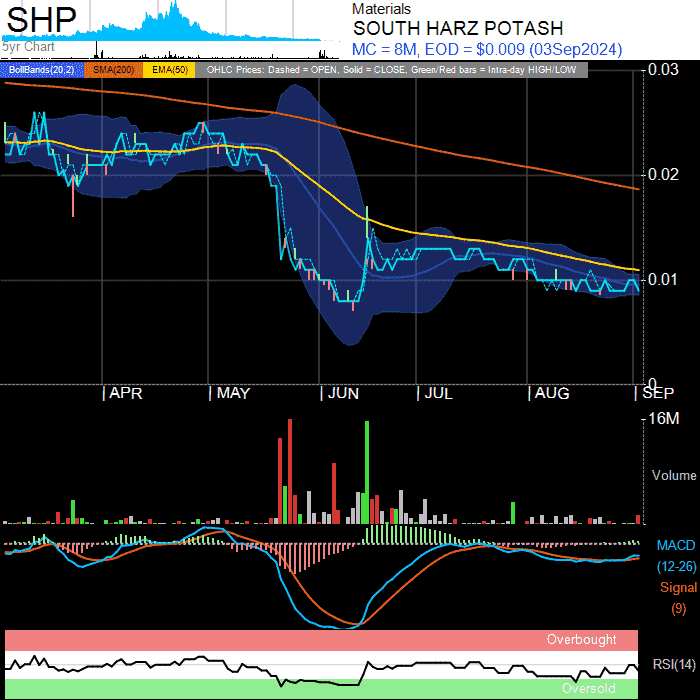 SHP
5yr Chart
Materials
SOUTH HARZ POTASH
MC = 8M, EOD = $0.009 (03Sep2024)
BollBands(20,2) SMA(200) EMA(50) OHLC Prices: Dashed = OPEN, Solid = CLOSE, Green/Red bars = Intra-day HIGH/LOW
0.03
0.02
0.01
0
| APR | MAY | JUN | JUL | AUG | SEP
16M
Volume
MACD
(12-26)
Signal
(9)
Overbought
RSI(14)
Oversold